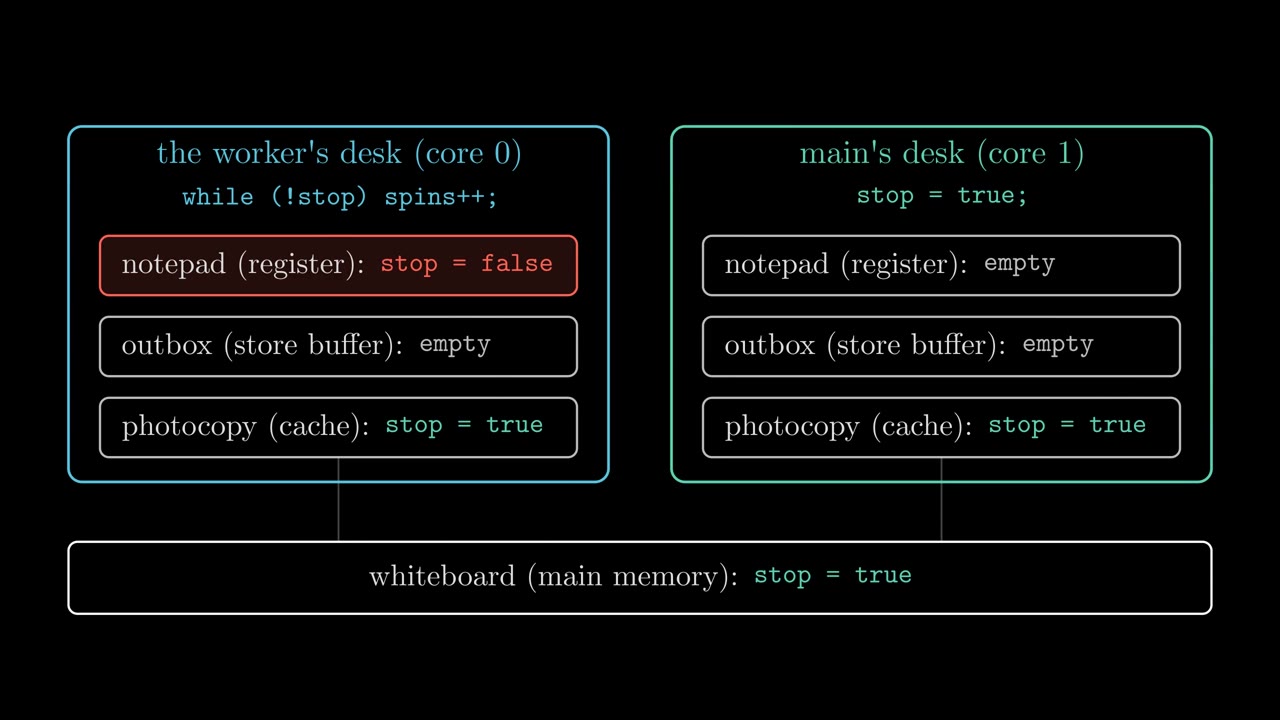 the worker's desk (core 0)
while (!stop) spins++;
notepad (register): stop = false
outbox (store buffer): empty
photocopy (cache): stop = true
main's desk (core 1)
stop = true;
notepad (register): empty
outbox (store buffer): empty
photocopy (cache): stop = true
whiteboard (main memory): stop = true